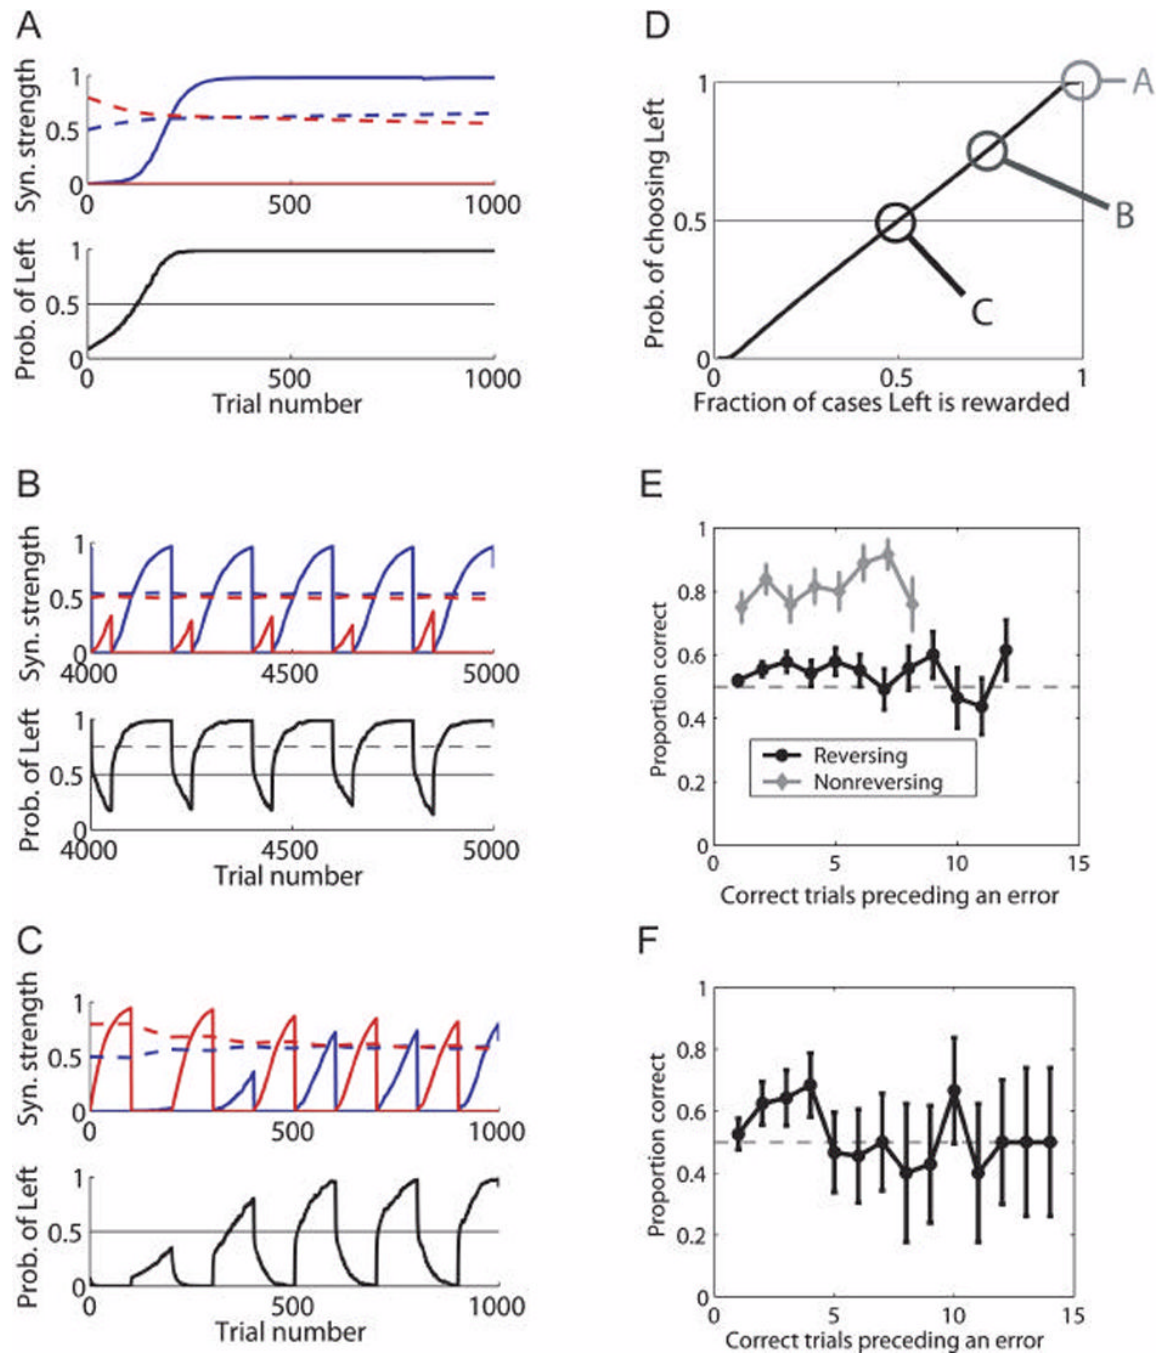 A
Syn. strength
1
0.5
0
0
500
1000
Prob. of Left
1
0.5
0
0
500
1000
Trial number
B
Syn. strength
1
0.5
0
4000
4500
5000
Prob. of Left
1
0.5
0
4000
4500
5000
Trial number
C
Syn. strength
1
0.5
0
0
500
1000
Prob. of Left
1
0.5
0
0
500
1000
Trial number
D
Prob. of choosing Left
1
0.5
0
0
0.5
1
A
B
C
Fraction of cases Left is rewarded
E
Proportion correct
1
0.8
0.6
0.4
0.2
0
Reversing
Nonreversing
0
5
10
15
Correct trials preceding an error
F
Proportion correct
1
0.8
0.6
0.4
0.2
0
0
5
10
15
Correct trials preceding an error